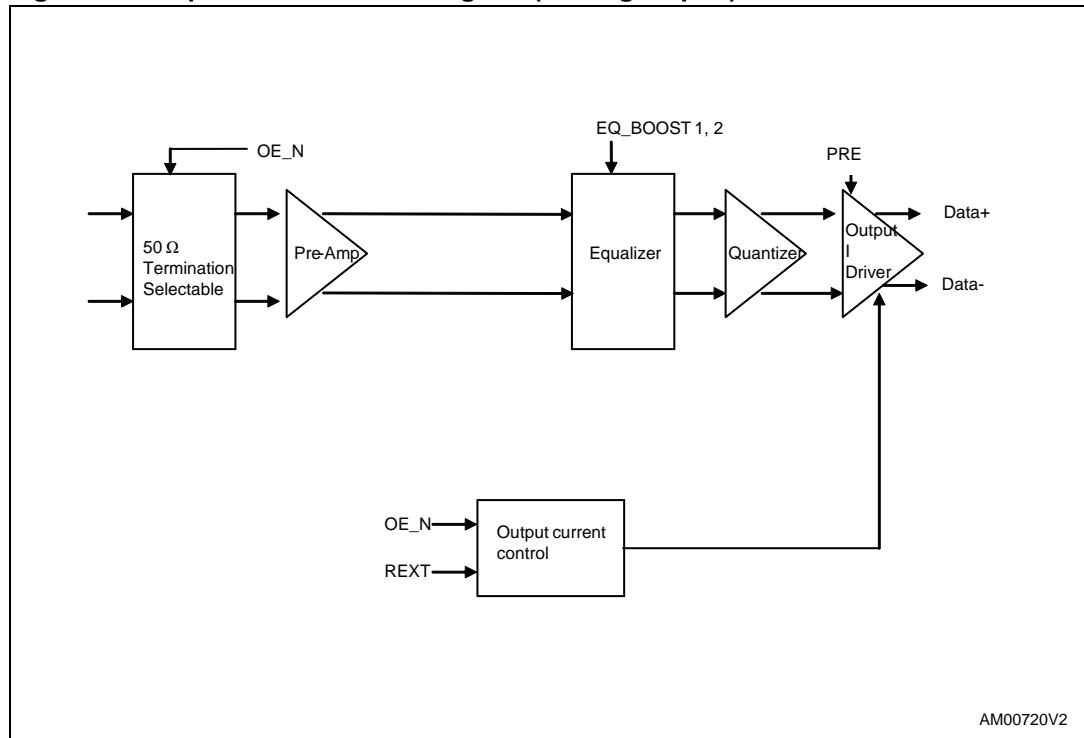 EQ_BOOST 1, 2
OE_N
PRE
50 Ω
Termination
Selectable
Pre-Amp
Equalizer
Quantizer
Output
I
Driver
Data+
Data-
OE_N
REXT
Output current
control
AM00720V2